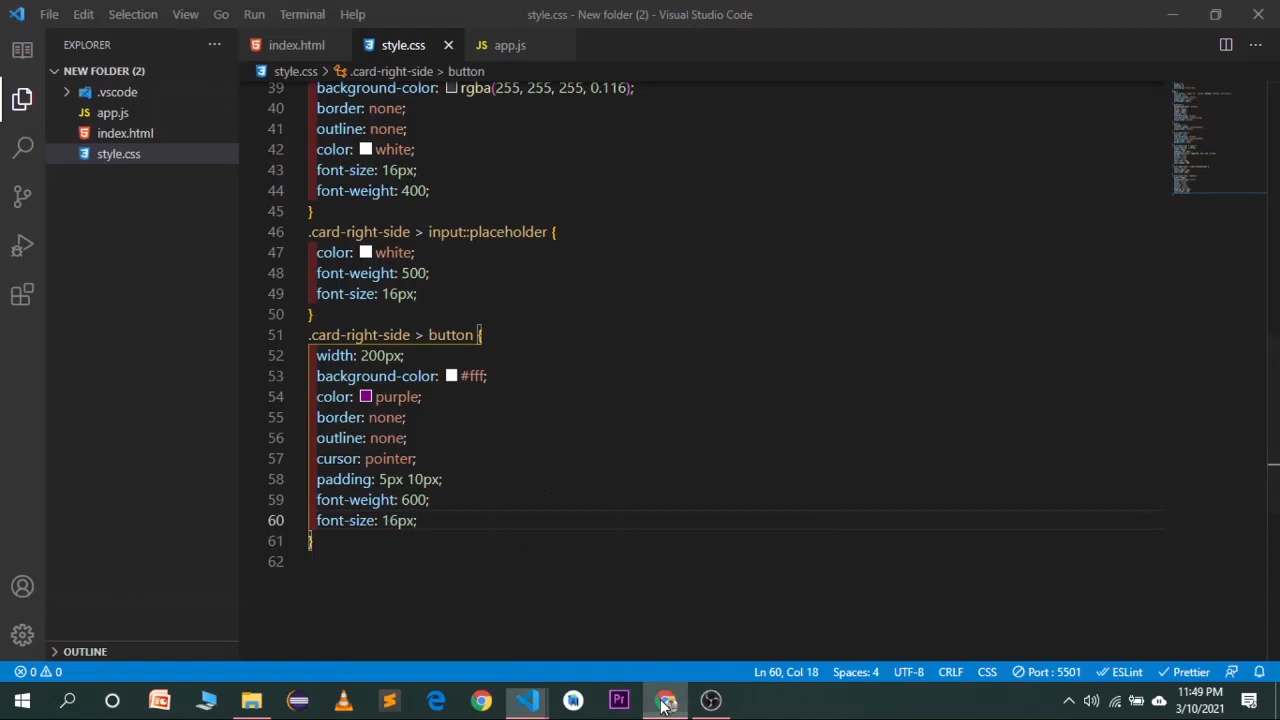 File Edit Selection View Go Run Terminal Help
style.css - New folder (2) - Visual Studio Code
EXPLORER
NEW FOLDER (2)
.vscode
JS app.js
index.html
style.css
OUTLINE
index.html
style.css
JS app.js
style.css > .card-right-side > button
39 background-color: rgba(255, 255, 255, 0.116);
40 border: none;
41 outline: none;
42 color: white;
43 font-size: 16px;
44 font-weight: 400;
45 }
46 .card-right-side > input::placeholder {
47 color: white;
48 font-weight: 500;
49 font-size: 16px;
50 }
51 .card-right-side > button {
52 width: 200px;
53 background-color: #fff;
54 color: purple;
55 border: none;
56 outline: none;
57 cursor: pointer;
58 padding: 5px 10px;
59 font-weight: 600;
60 font-size: 16px;
61 }
62
0 0
Ln 60, Col 18 Spaces: 4 UTF-8 CRLF CSS Port : 5501 ESLint Prettier
Pr
11:49 PM
3/10/2021